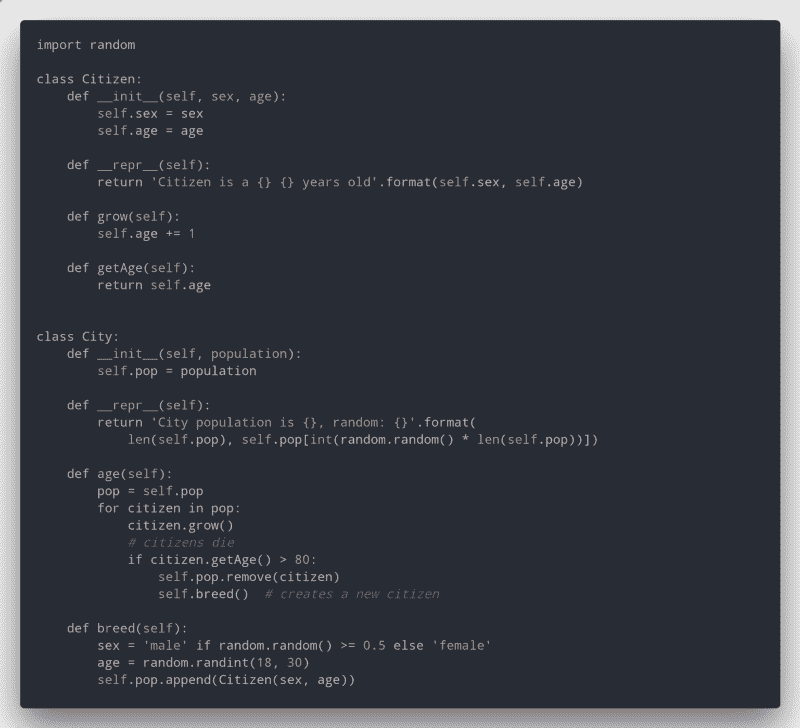 import random

class Citizen:
    def __init__(self, sex, age):
        self.sex = sex
        self.age = age

    def __repr__(self):
        return 'Citizen is a {} {} years old'.format(self.sex, self.age)

    def grow(self):
        self.age += 1

    def getAge(self):
        return self.age


class City:
    def __init__(self, population):
        self.pop = population

    def __repr__(self):
        return 'City population is {}, random: {}'.format(
            len(self.pop), self.pop[int(random.random() * len(self.pop))])

    def age(self):
        pop = self.pop
        for citizen in pop:
            citizen.grow()
            # citizens die
            if citizen.getAge() > 80:
                self.pop.remove(citizen)
                self.breed()  # creates a new citizen

    def breed(self):
        sex = 'male' if random.random() >= 0.5 else 'female'
        age = random.randint(18, 30)
        self.pop.append(Citizen(sex, age))